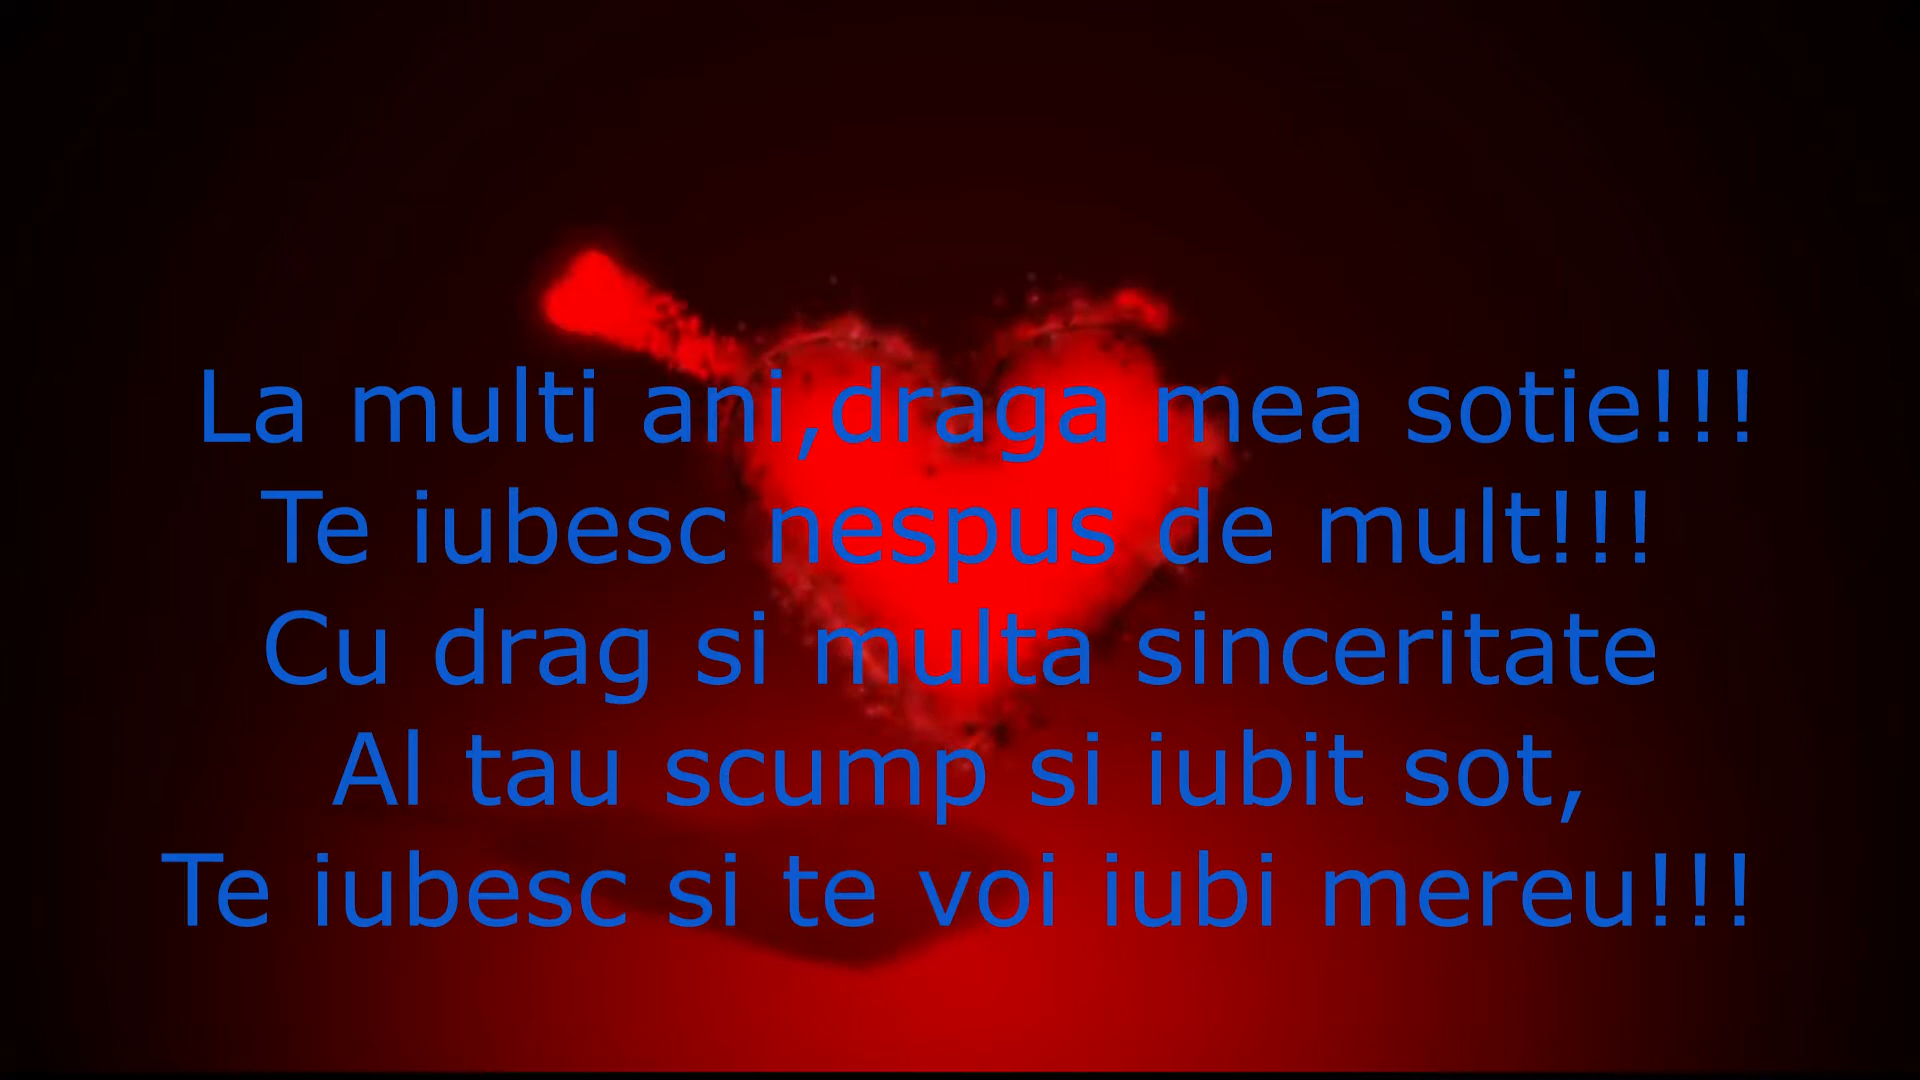 La multi ani,draga mea sotie!!!
Te iubesc nespus de mult!!!
Cu drag si multa sinceritate
Al tau scump si iubit sot,
Te iubesc si te voi iubi mereu!!!